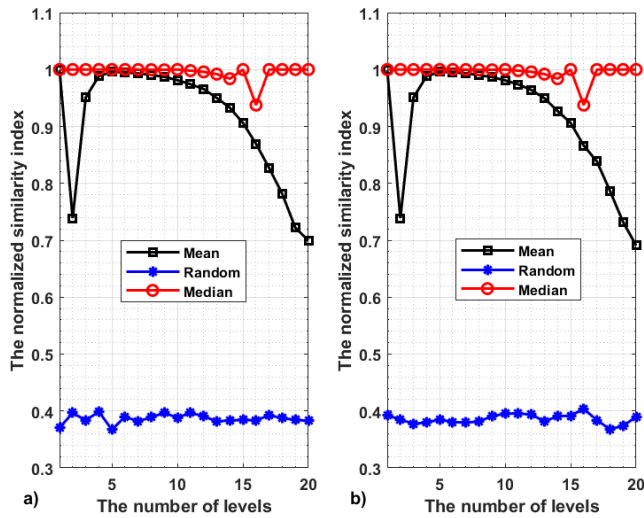 1.1
1
0.9
0.8
0.7
0.6
0.5
0.4
0.3
The normalized similarity index
Mean
Random
Median
5
10
15
20
a)
The number of levels
1.1
1
0.9
0.8
0.7
0.6
0.5
0.4
0.3
The normalized similarity index
Mean
Random
Median
5
10
15
20
b)
The number of levels